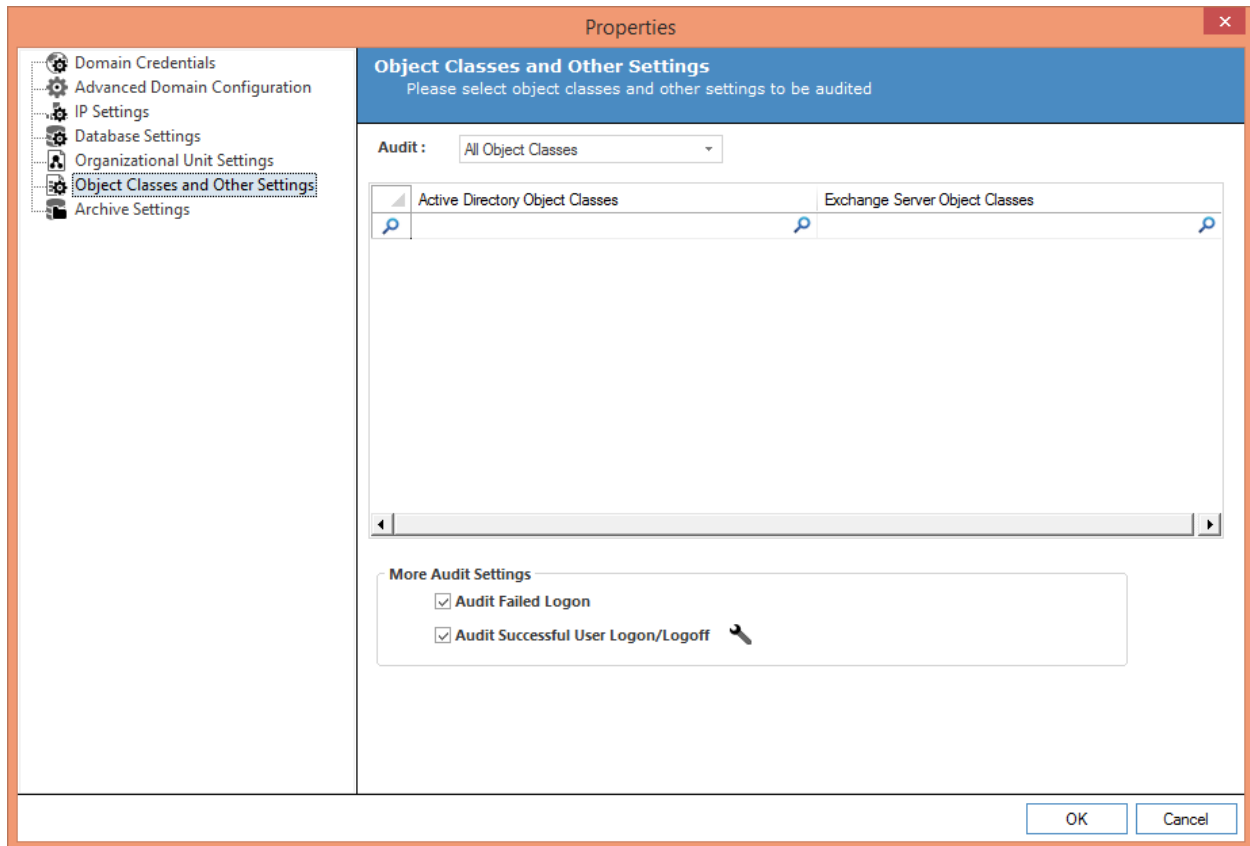 Properties
Domain Credentials
Advanced Domain Configuration
IP Settings
Database Settings
Organizational Unit Settings
Object Classes and Other Settings
Archive Settings
Object Classes and Other Settings
Please select object classes and other settings to be audited
Audit :
All Object Classes
Active Directory Object Classes
Exchange Server Object Classes
More Audit Settings
Audit Failed Logon
Audit Successful User Logon/Logoff
OK
Cancel